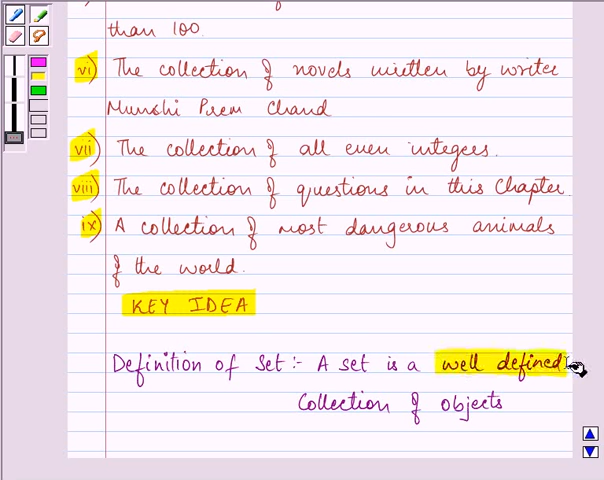 than 100.
vi) The collection of novels written by writer
Munshi Prem Chand
vii) The collection of all even integers.
viii) The collection of questions in this Chapter
ix) A collection of most dangerous animals
of the world.
KEY IDEA
Definition of Set :- A set is a well defined
Collection of objects